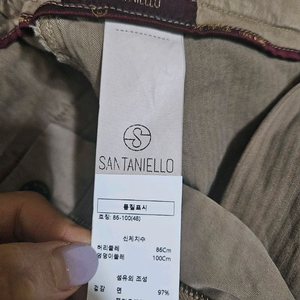 SANTANIELLO
품질표시
호칭: 86-100(48)
신체치수
허리둘레 86Cm
엉덩이둘레 100Cm
섬유의 조성
겉감 면 97%